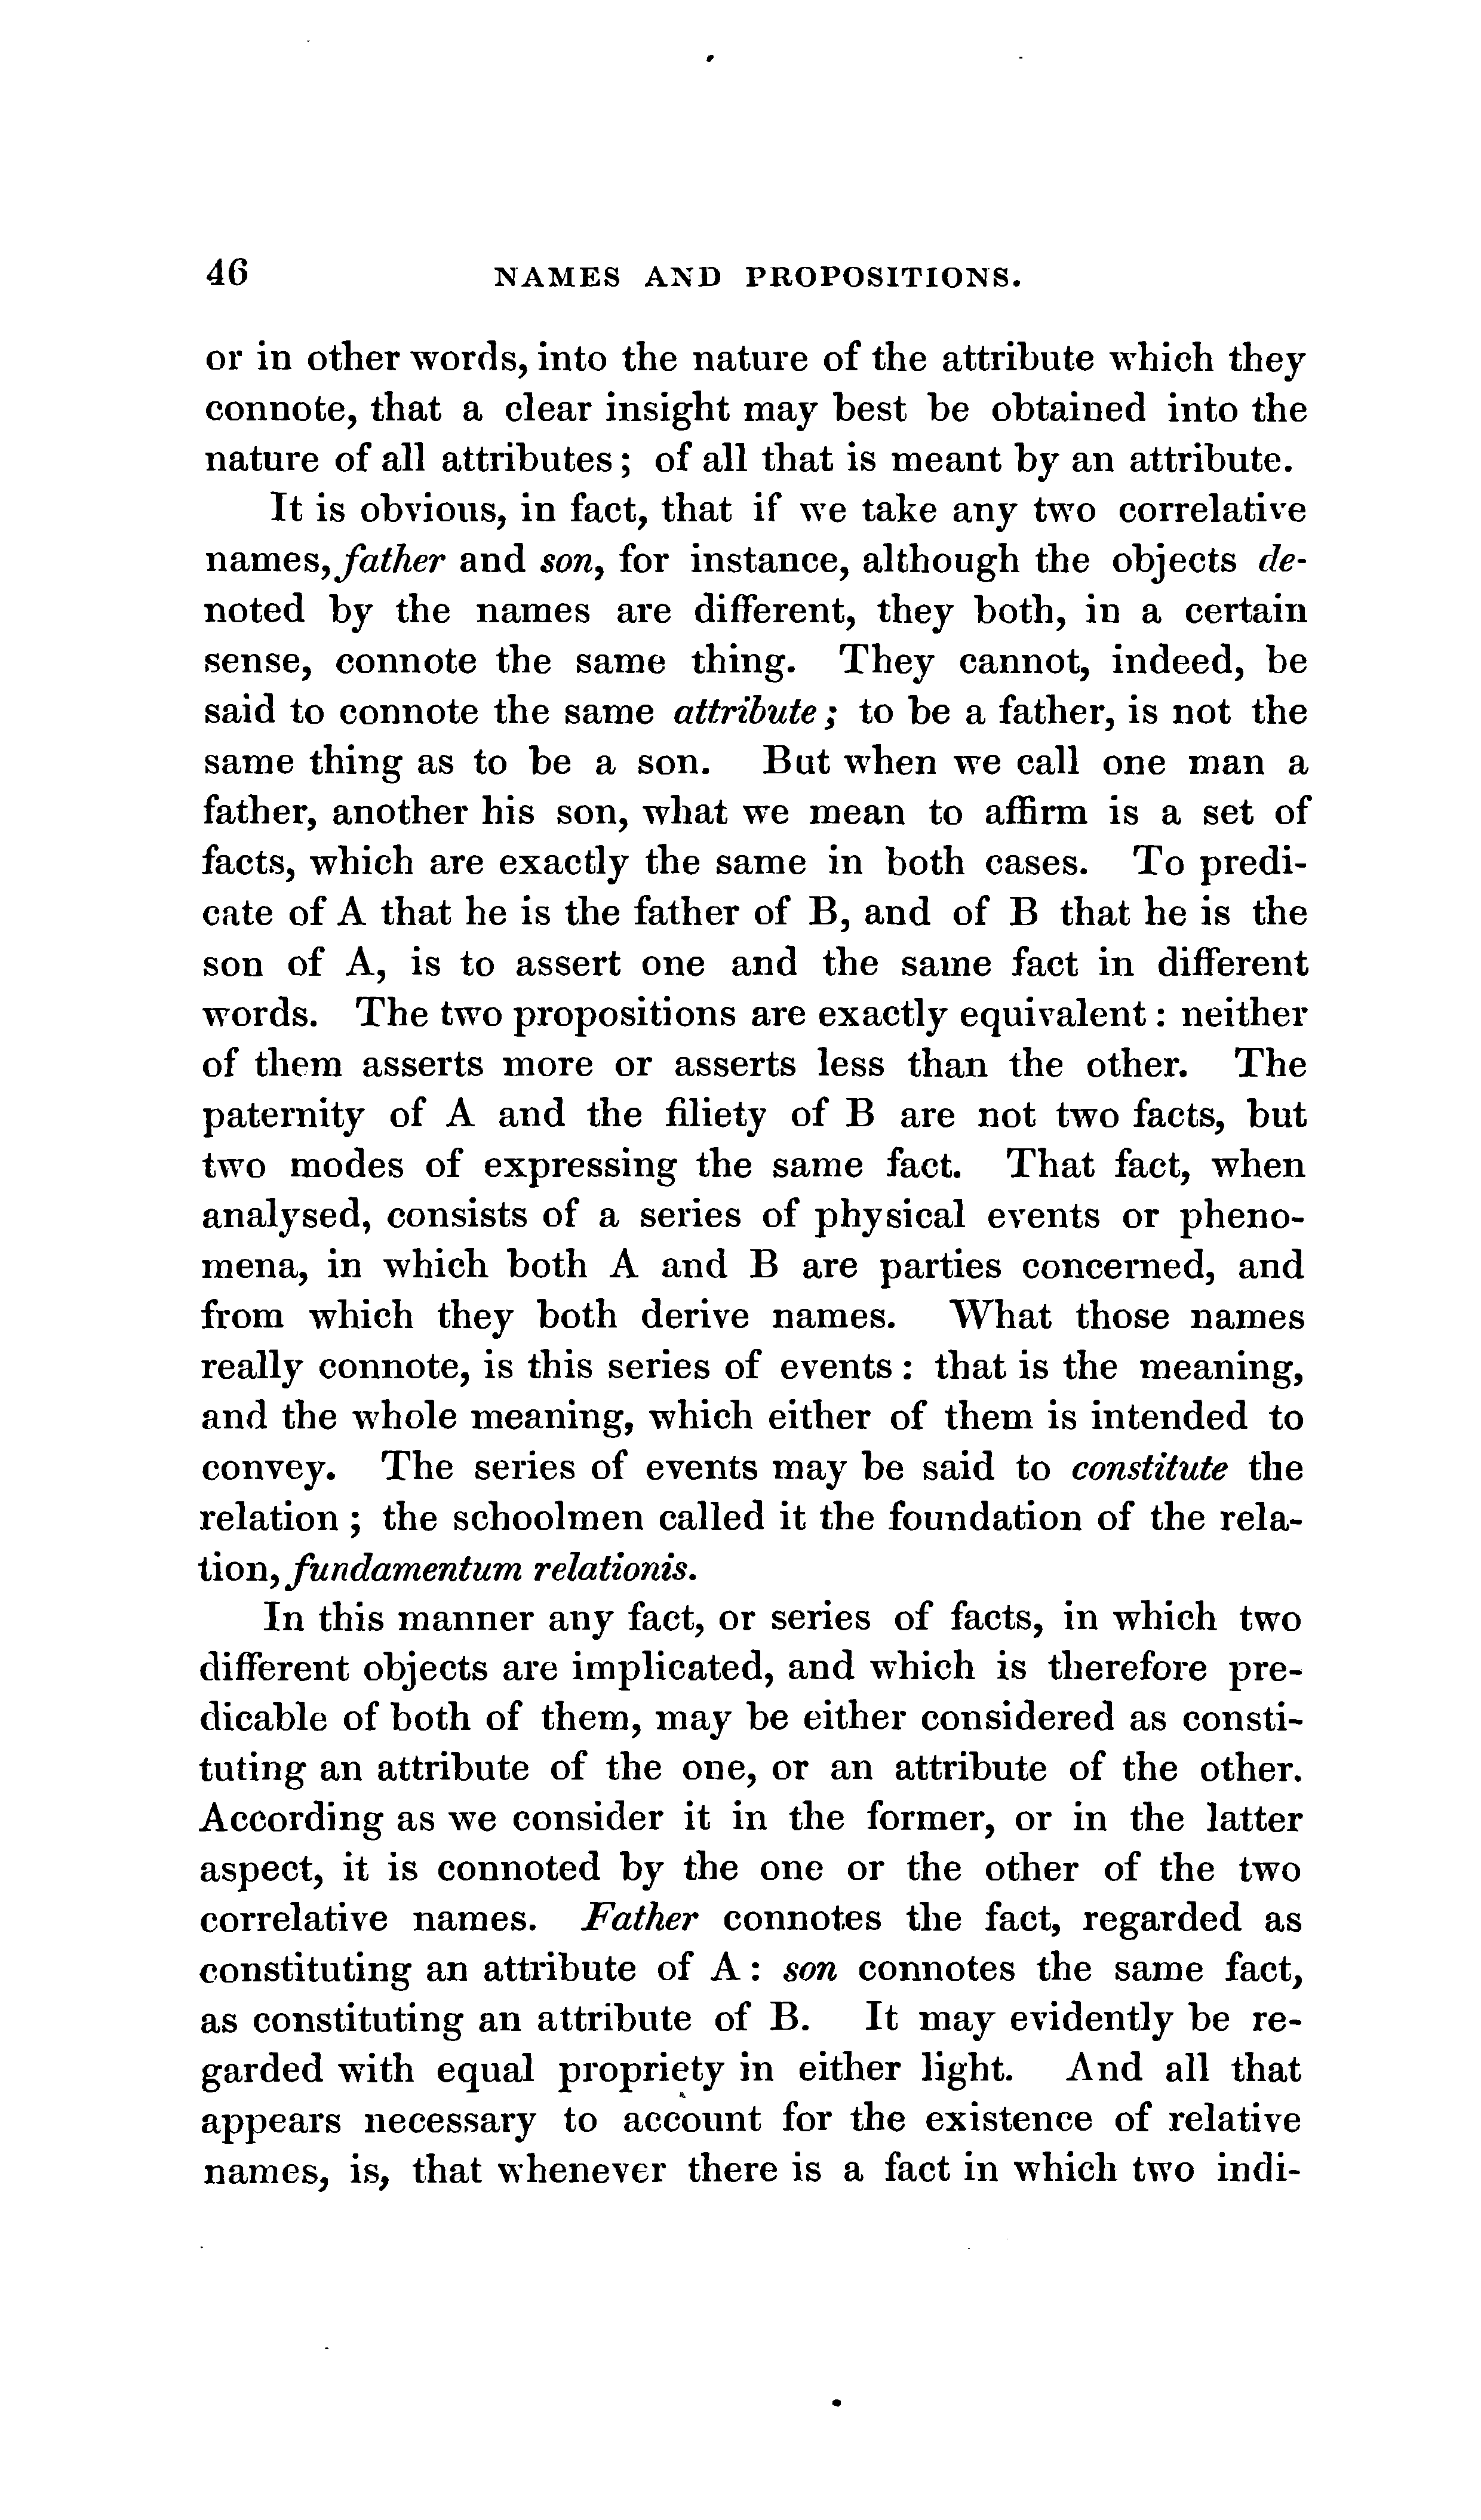 46 NAMES AND PROPOSITIONS.
or in other words, into the nature of the attribute which they
connote, that a clear insight may best be obtained into the
nature of all attributes; of all that is meant by an attribute.
It is obvious, in fact, that if we take any two correlative
names, father and son, for instance, although the objects de-
noted by the names are different, they both, in a certain
sense, connote the same thing. They cannot, indeed, be
said to connote the same attribute; to be a father, is not the
same thing as to be a son. But when we call one man a
father, another his son, what we mean to affirm is a set of
facts, which are exactly the same in both cases. To predi-
cate of A that he is the father of B, and of B that he is the
son of A, is to assert one and the same fact in different
words. The two propositions are exactly equivalent: neither
of them asserts more or asserts less than the other. The
paternity of A and the filiety of B are not two facts, but
two modes of expressing the same fact. That fact, when
analysed, consists of a series of physical events or pheno-
mena, in which both A and B are parties concerned, and
from which they both derive names. What those names
really connote, is this series of events: that is the meaning,
and the whole meaning, which either of them is intended to
convey. The series of events may be said to constitute the
relation; the schoolmen called it the foundation of the rela-
tion, fundamentum relationis.
In this manner any fact, or series of facts, in which two
different objects are implicated, and which is therefore pre-
dicable of both of them, may be either considered as consti-
tuting an attribute of the one, or an attribute of the other.
According as we consider it in the former, or in the latter
aspect, it is connoted by the one or the other of the two
correlative names. Father connotes the fact, regarded as
constituting an attribute of A: son connotes the same fact,
as constituting an attribute of B. It may evidently be re-
garded with equal propriety in either light. And all that
appears necessary to account for the existence of relative
names, is, that whenever there is a fact in which two indi-